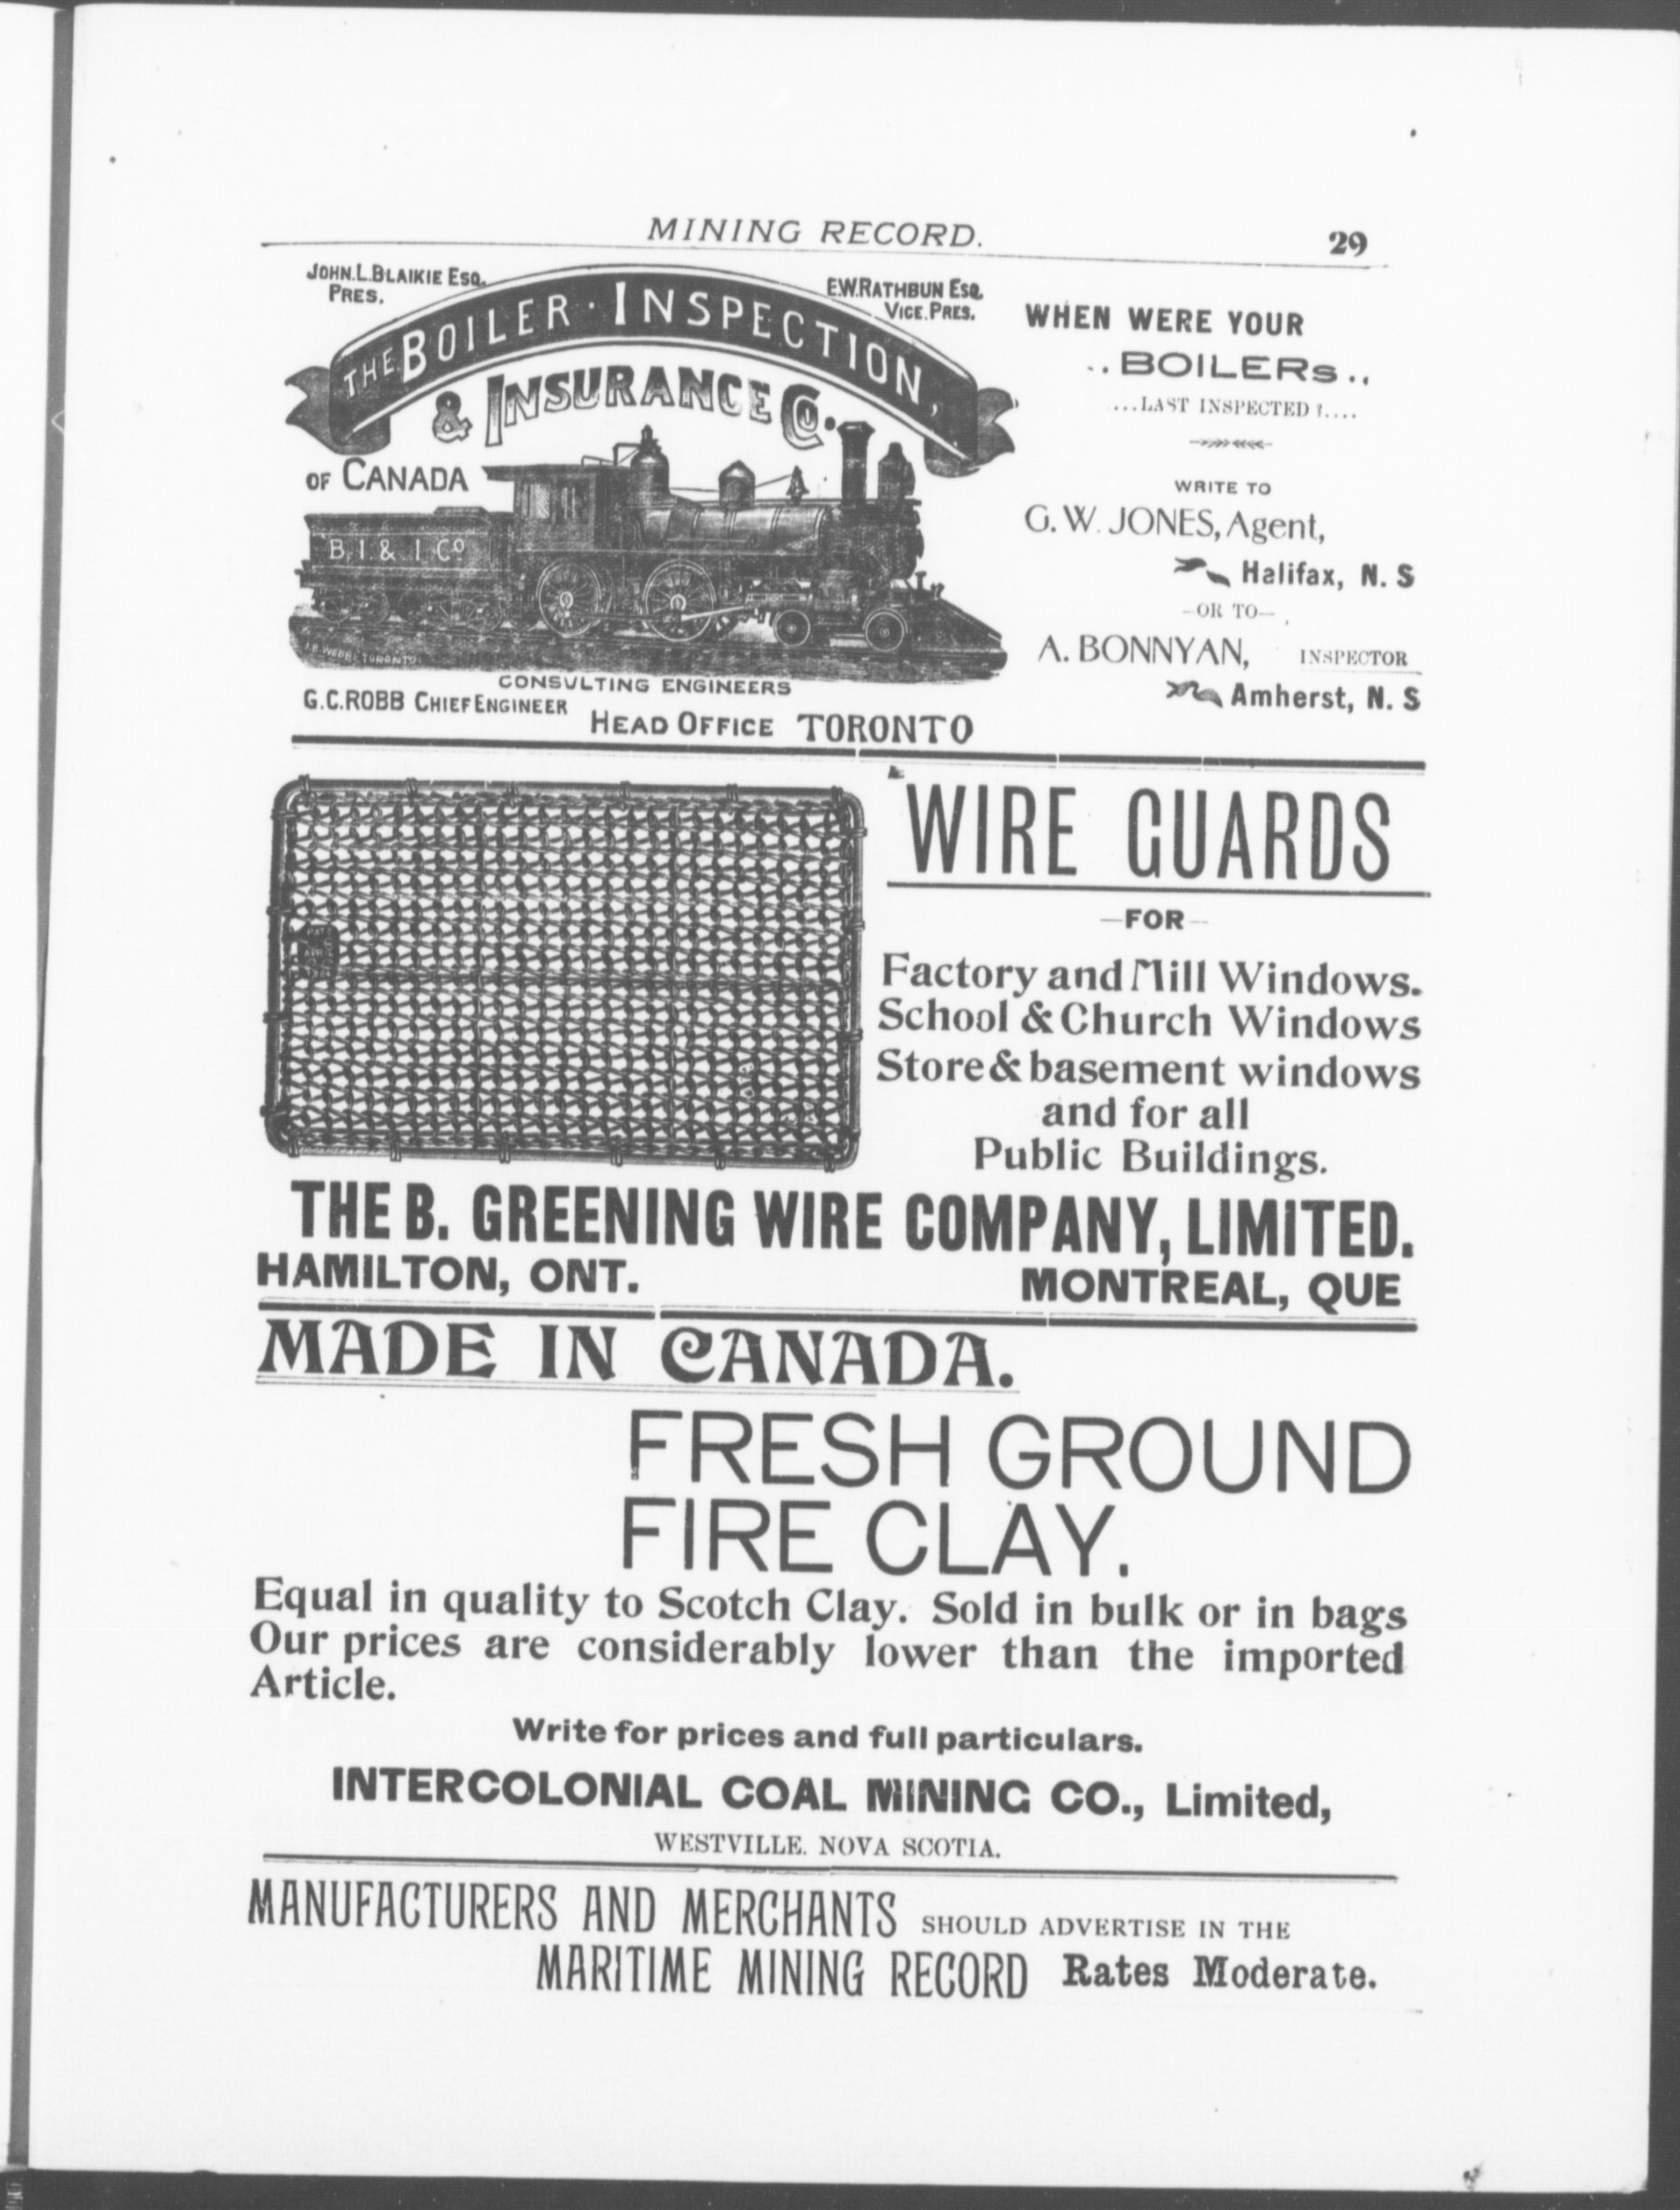 MINING RECORD.
29
JOHN.L.BLAIKIE ESQ.
PRES.
E.W.RATHBUN ESQ.
VICE.PRES.
THE BOILER · INSPECTION,
& INSURANCE CO.
OF CANADA
B. I. & I. Co
J.B. WEBB. TORONTO
CONSULTING ENGINEERS
G.C.ROBB CHIEF ENGINEER
HEAD OFFICE TORONTO
WHEN WERE YOUR
..BOILERS..
...LAST INSPECTED ?....
WRITE TO
G. W. JONES, Agent,
Halifax, N. S
—OR TO—
A. BONNYAN, INSPECTOR
Amherst, N. S
WIRE GUARDS
—FOR—
Factory and Mill Windows.
School & Church Windows
Store & basement windows
and for all
Public Buildings.
THE B. GREENING WIRE COMPANY, LIMITED.
HAMILTON, ONT. MONTREAL, QUE
MADE IN CANADA.
FRESH GROUND
FIRE CLAY.
Equal in quality to Scotch Clay. Sold in bulk or in bags
Our prices are considerably lower than the imported
Article.
Write for prices and full particulars.
INTERCOLONIAL COAL MINING CO., Limited,
WESTVILLE. NOVA SCOTIA.
MANUFACTURERS AND MERCHANTS SHOULD ADVERTISE IN THE
MARITIME MINING RECORD Rates Moderate.